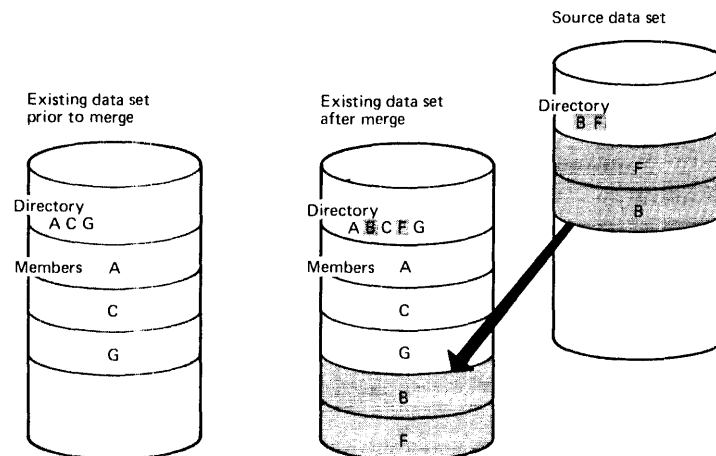 Source data set
Directory
B F
F
B
Existing data set
prior to merge
Directory
A C G
Members
A
C
G
Existing data set
after merge
Directory
A B C F G
Members
A
C
G
B
F